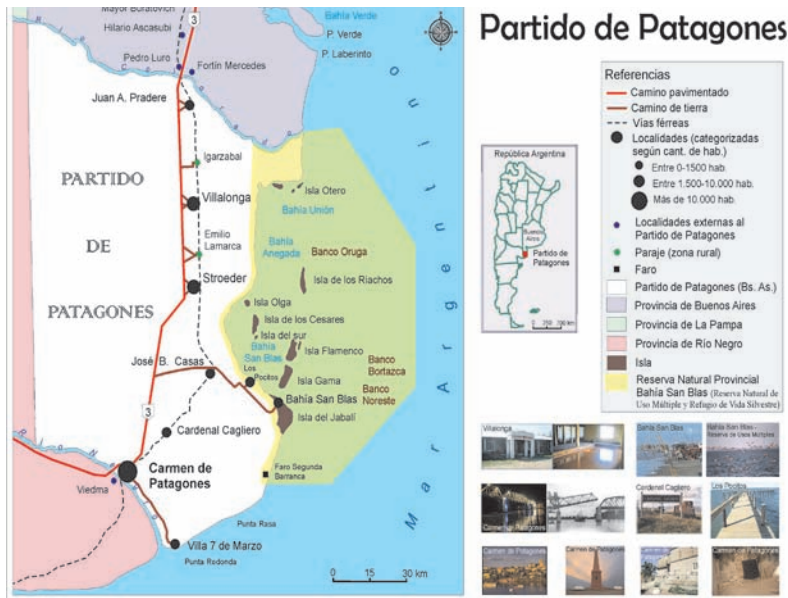 Partido de Patagones
Mayor Buratovich
Hilario Ascasubi
3
Bahía Verde
P. Verde
P. Laberinto
Pedro Luro
Fortín Mercedes
Río Colorado
Juan A. Pradere
Igarzabal
PARTIDO
DE
PATAGONES
Villalonga
Isla Otero
Bahía Unión
Emilio
Lamarca
Bahía
Anegada
Banco Oruga
Stroeder
Isla de los Riachos
Isla Olga
Isla de los Cesares
Isla del sur
Bahía
San Blas
Isla Flamenco
José B. Casas
Los
Pocitos
Banco
Bortazca
Isla Gama
Banco
Noreste
Bahía San Blas
Isla del Jabalí
3
Cardenal Cagliero
Río Negro
Carmen de
Patagones
Viedma
Faro Segunda
Barranca
Punta Rasa
Villa 7 de Marzo
Punta Redonda
Mar Argentino
0 15 30 km
República Argentina
Buenos
Aires
Partido de
Patagones
0 350 700 km
Referencias
Camino pavimentado
Camino de tierra
Vías férreas
Localidades (categorizadas
según cant. de hab.)
Entre 0-1500 hab.
Entre 1.500-10.000 hab.
Más de 10.000 hab.
Localidades externas al
Partido de Patagones
Paraje (zona rural)
Faro
Partido de Patagones (Bs. As.)
Provincia de Buenos Aires
Provincia de La Pampa
Provincia de Río Negro
Isla
Reserva Natural Provincial
Bahía San Blas (Reserva Natural de
Uso Múltiple y Refugio de Vida Silvestre)
Villalonga
Bahía San Blas
Bahía San Blas -
Reserva de Usos Múltiples
Carmen de Patagones
Cardenal Cagliero
Los Pocitos
Carmen de Patagones
Carmen de Patagones
Carmen de Patagones